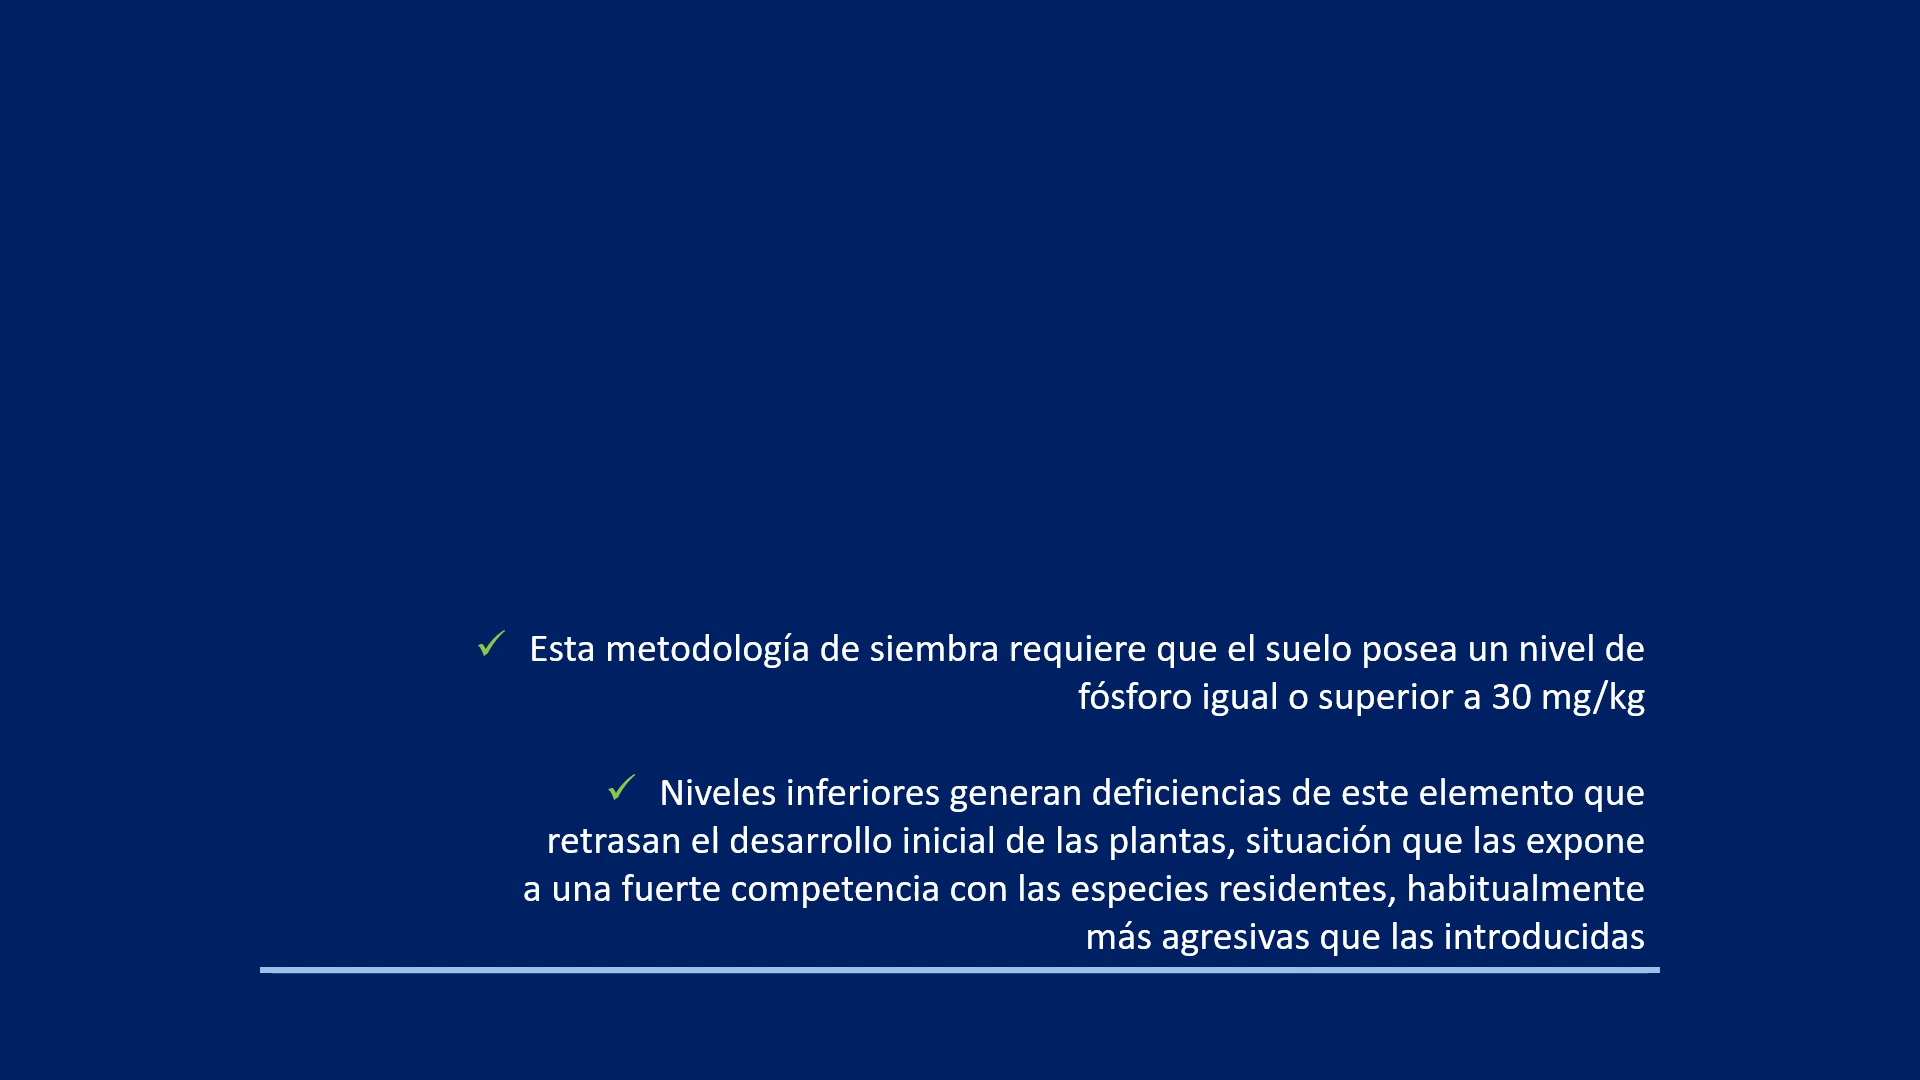 ✓ Esta metodología de siembra requiere que el suelo posea un nivel de
fósforo igual o superior a 30 mg/kg
✓ Niveles inferiores generan deficiencias de este elemento que
retrasan el desarrollo inicial de las plantas, situación que las expone
a una fuerte competencia con las especies residentes, habitualmente
más agresivas que las introducidas